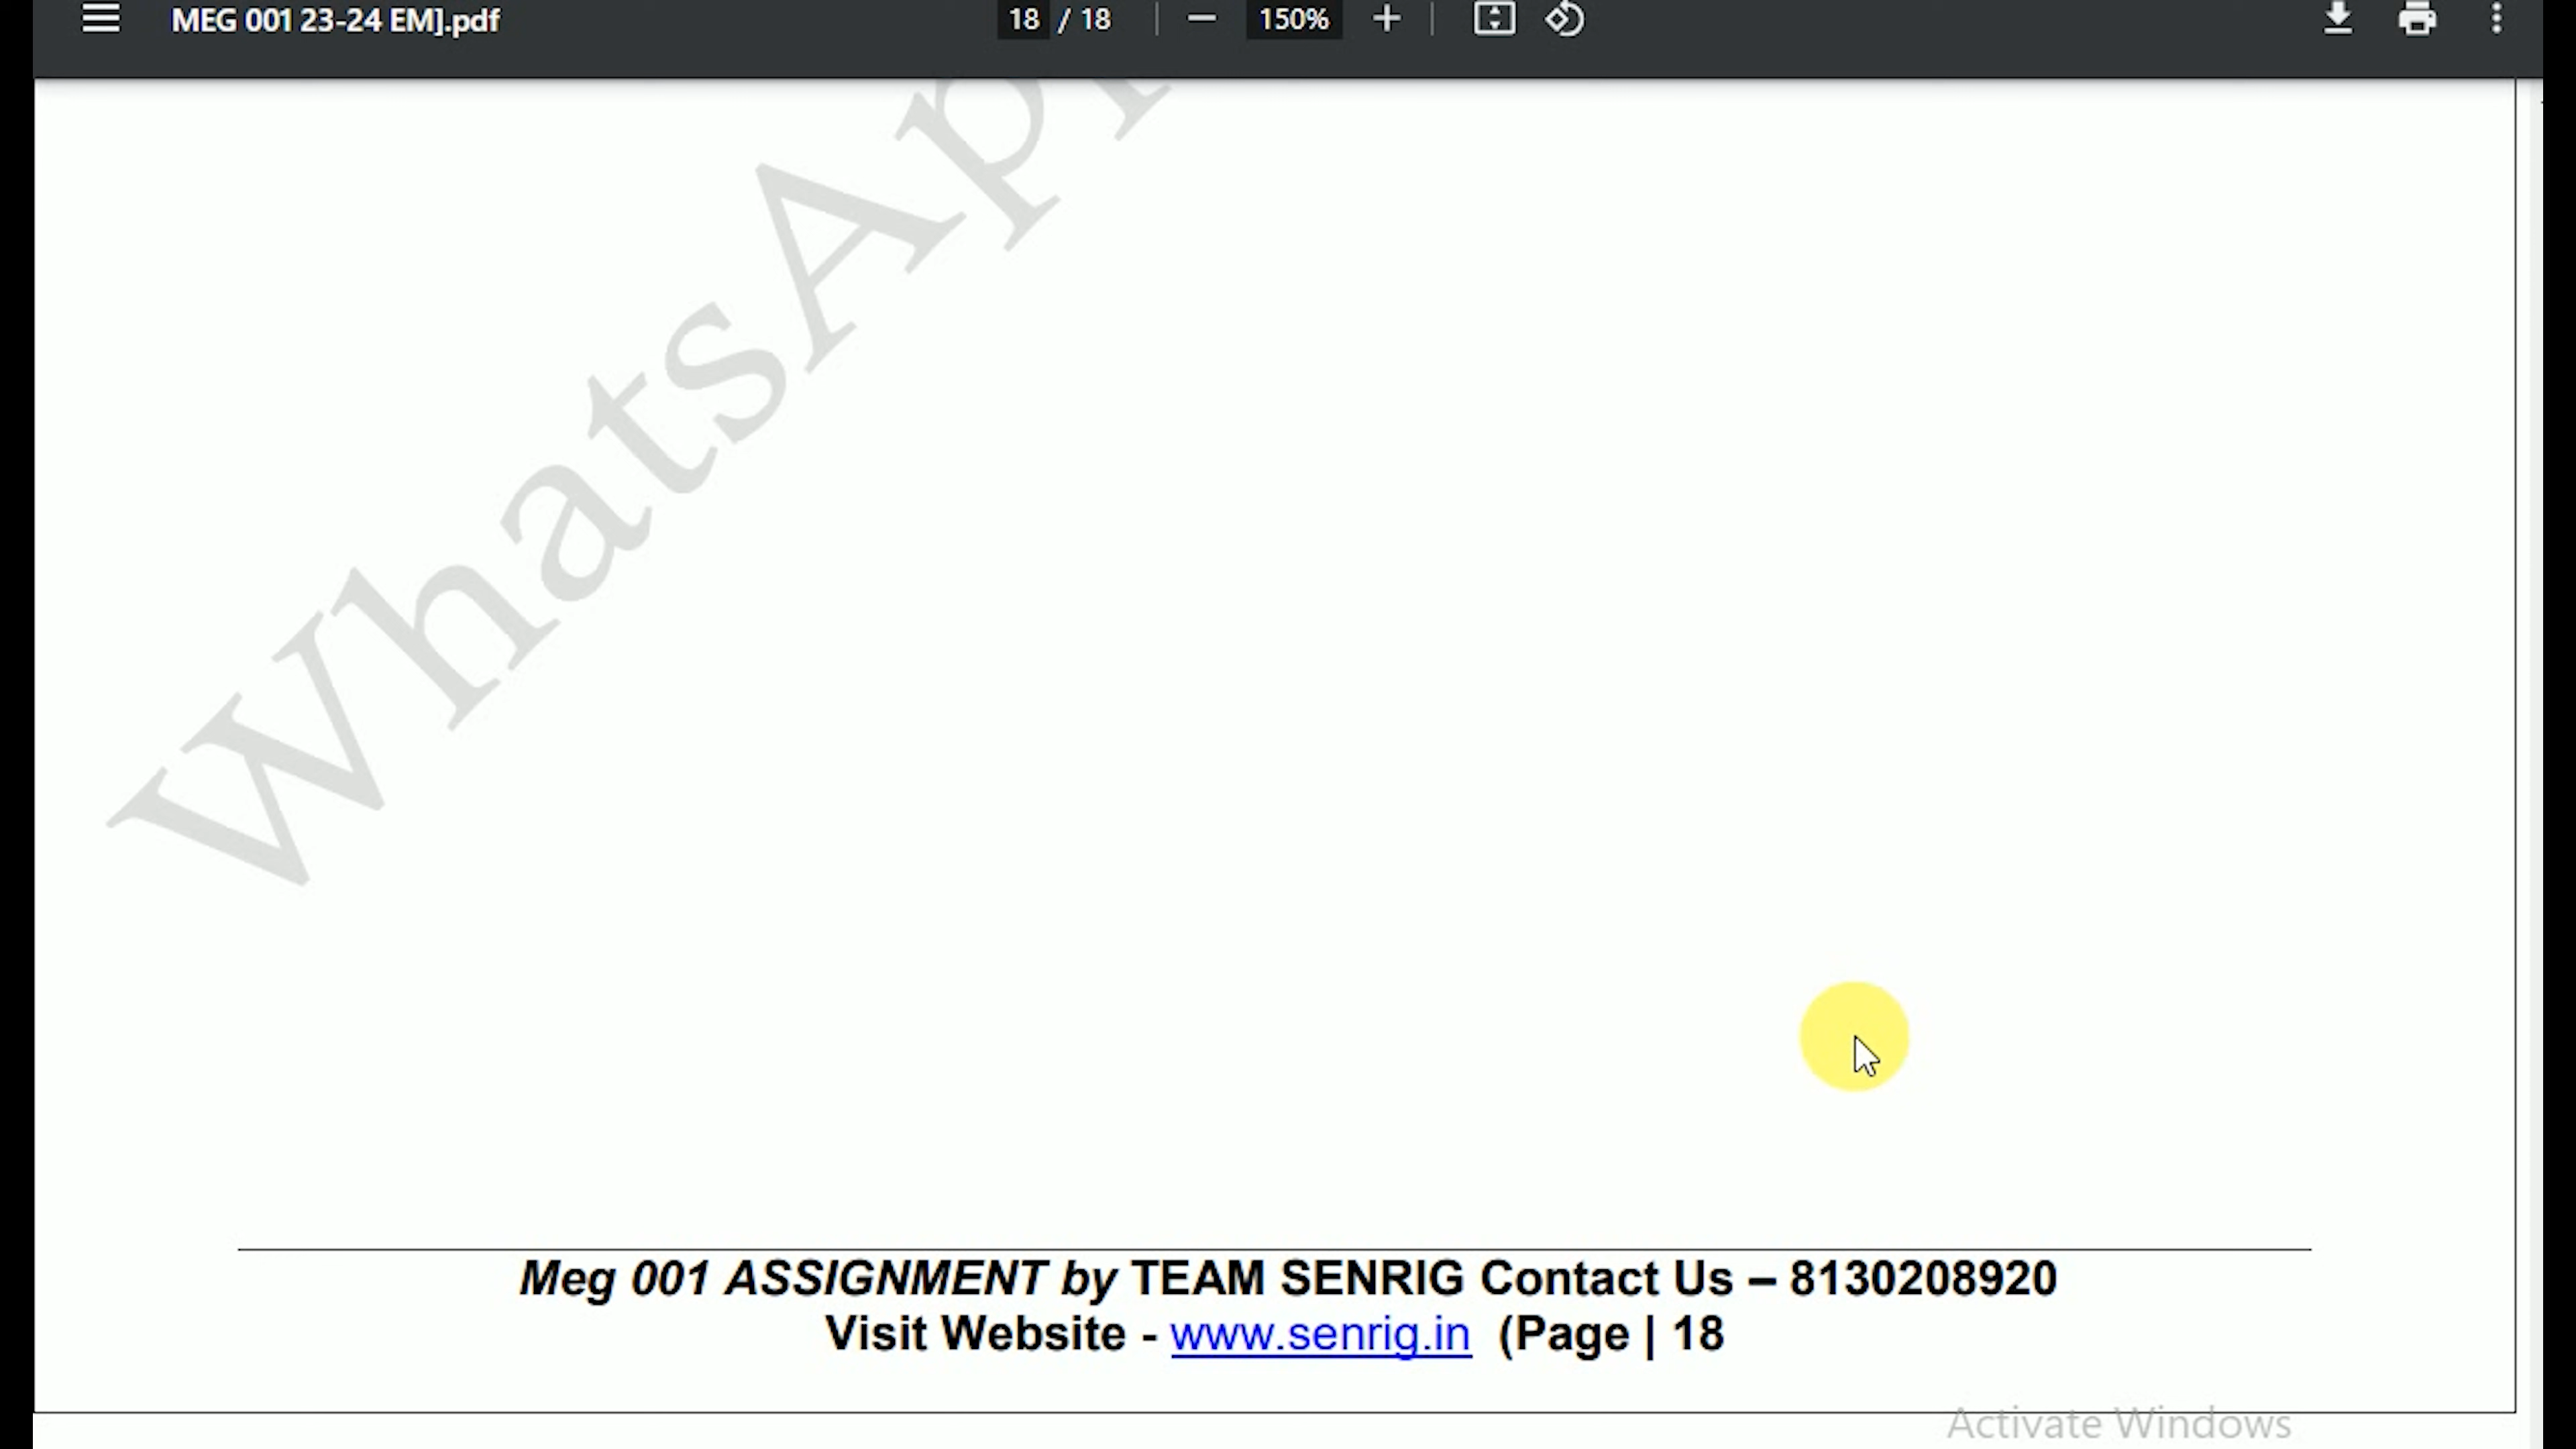 MEG 001 23-24 EM].pdf
18 / 18
150%
WhatsApp
Meg 001 ASSIGNMENT by TEAM SENRIG Contact Us – 8130208920
Visit Website - www.senrig.in (Page | 18
Activate Windows